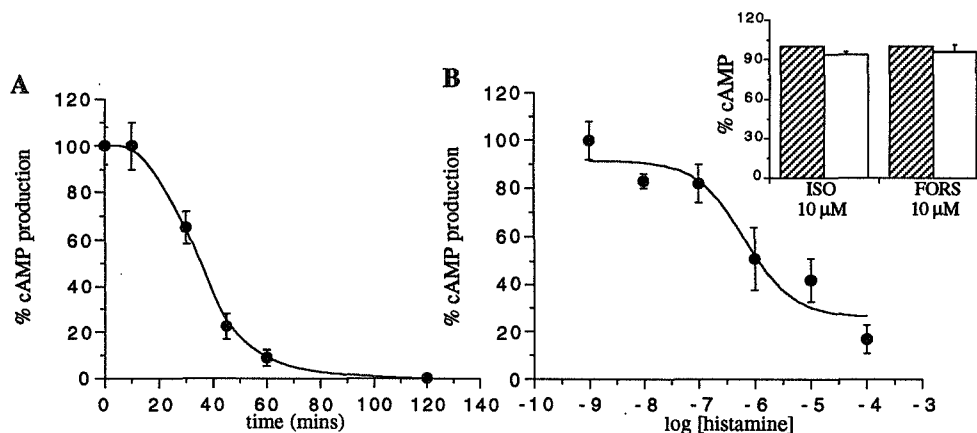 A
% cAMP production
120
100
80
60
40
20
0
0 20 40 60 80 100 120 140
time (mins)
B
% cAMP production
120
100
80
60
40
20
0
-10 -9 -8 -7 -6 -5 -4 -3
log [histamine]
% cAMP
120
90
60
30
0
ISO FORS
10 µM 10 µM